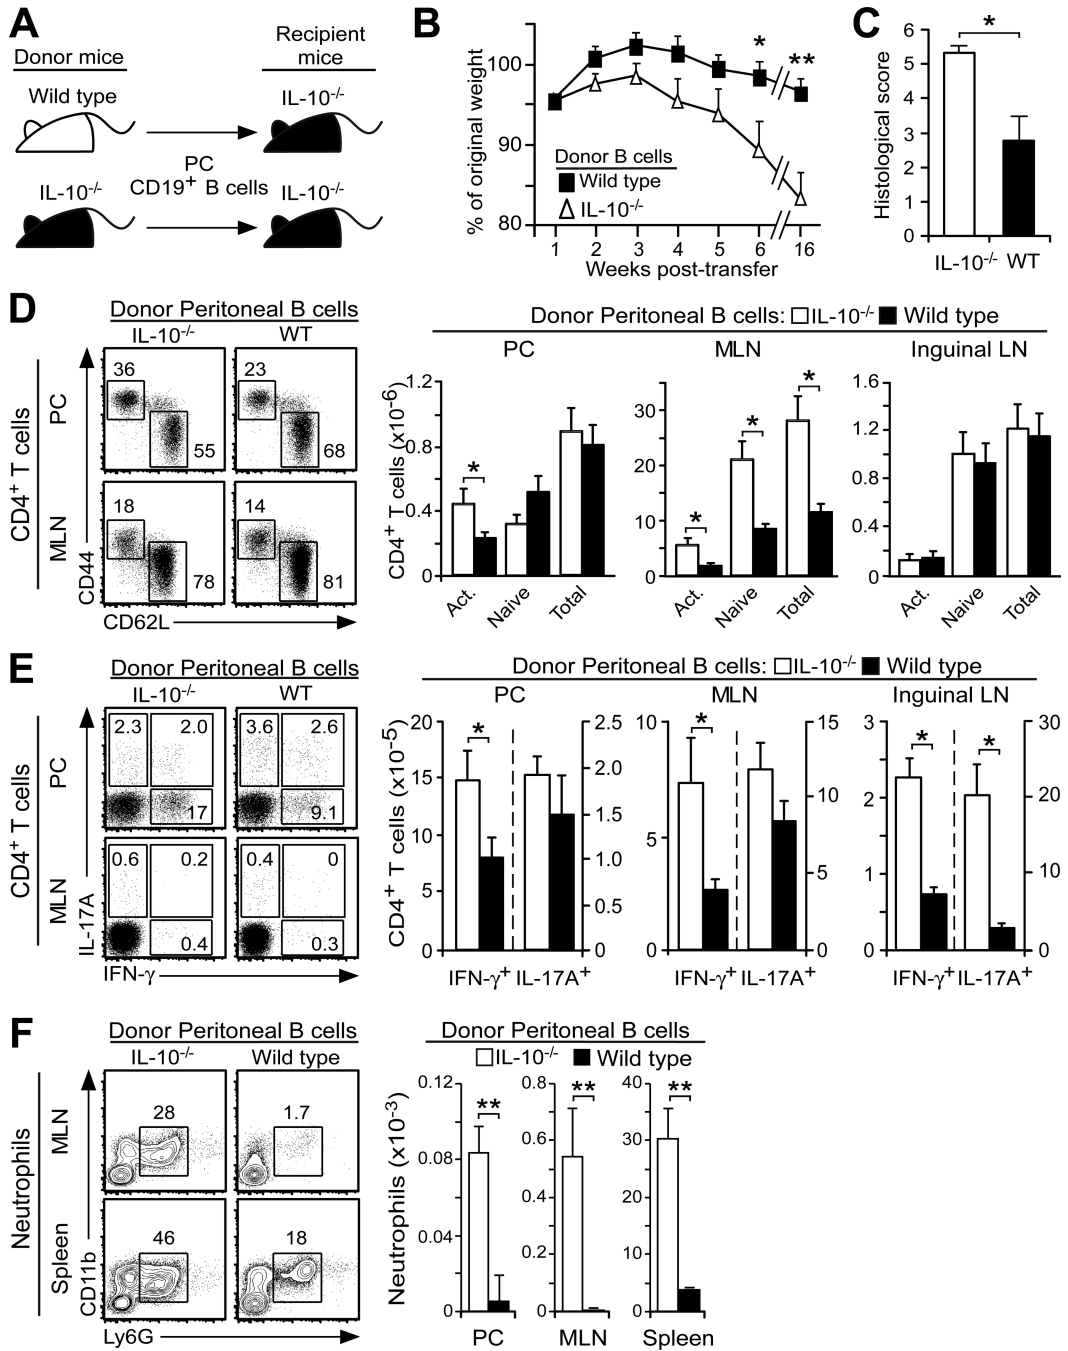 A
Donor mice
Recipient
mice
Wild type
IL-10-/-
PC
CD19+ B cells
IL-10-/-
IL-10-/-
B
% of original weight
100
90
80
Donor B cells
Wild type
IL-10-/-
*
**
1 2 3 4 5 6 16
Weeks post-transfer
C
Histological score
6
5
4
3
2
1
0
*
IL-10-/- WT
D
Donor Peritoneal B cells
IL-10-/- WT
CD4+ T cells
PC
MLN
36
55
23
68
18
78
14
81
CD44
CD62L
Donor Peritoneal B cells: IL-10-/- Wild type
PC
MLN
Inguinal LN
CD4+ T cells (x10-6)
1.2
0.8
0.4
0
*
Act. Naive Total
30
20
10
0
*
*
*
Act. Naive Total
1.6
1.2
0.8
0.4
0
Act. Naive Total
E
Donor Peritoneal B cells
IL-10-/- WT
CD4+ T cells
PC
MLN
2.3 2.0
17
3.6 2.6
9.1
0.6 0.2
0.4
0.4 0
0.3
IL-17A
IFN-γ
Donor Peritoneal B cells: IL-10-/- Wild type
PC
MLN
Inguinal LN
CD4+ T cells (x10-5)
20
15
10
5
0
*
2.5
2.0
1.5
1.0
0.5
0
IFN-γ+ IL-17A+
10
5
0
*
15
10
5
0
IFN-γ+ IL-17A+
3
2
1
0
*
*
30
20
10
0
IFN-γ+ IL-17A+
F
Donor Peritoneal B cells
IL-10-/- Wild type
Neutrophils
MLN
Spleen
28
1.7
46
18
CD11b
Ly6G
Donor Peritoneal B cells
IL-10-/- Wild type
Neutrophils (x10-3)
0.12
0.08
0.04
0
**
PC
0.8
0.6
0.4
0.2
0
**
MLN
40
30
20
10
0
**
Spleen